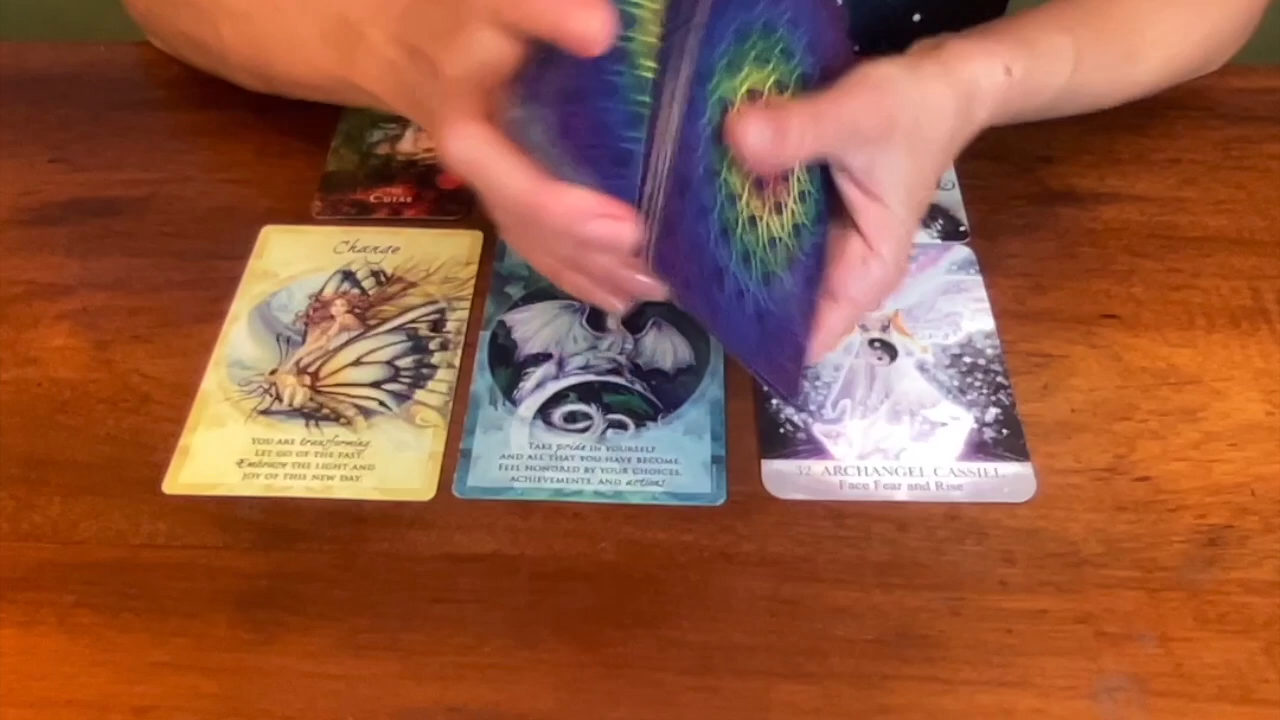 Change
YOU ARE transforming
LET GO OF THE PAST.
Embrace THE LIGHT AND
JOY OF THIS NEW DAY.
TAKE pride IN YOURSELF
AND ALL THAT YOU HAVE BECOME.
FEEL HONORED BY YOUR CHOICES,
ACHIEVEMENTS, AND actions
32 ARCHANGEL CASSIEL
Face Fear and Rise